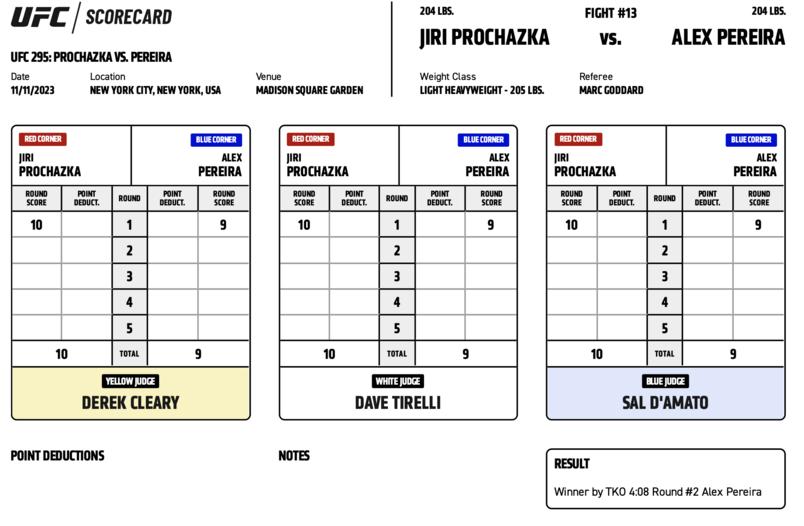 UFC SCORECARD
UFC 295: PROCHAZKA VS. PEREIRA
Date Location Venue
11/11/2023 NEW YORK CITY, NEW YORK, USA MADISON SQUARE GARDEN
204 LBS. FIGHT #13 204 LBS.
JIRI PROCHAZKA vs. ALEX PEREIRA
Weight Class Referee
LIGHT HEAVYWEIGHT - 205 LBS. MARC GODDARD
RED CORNER BLUE CORNER
JIRI ALEX
PROCHAZKA PEREIRA
ROUND POINT ROUND POINT ROUND
SCORE DEDUCT. DEDUCT. SCORE
10 1 9
2
3
4
5
10 TOTAL 9
YELLOW JUDGE
DEREK CLEARY
RED CORNER BLUE CORNER
JIRI ALEX
PROCHAZKA PEREIRA
ROUND POINT ROUND POINT ROUND
SCORE DEDUCT. DEDUCT. SCORE
10 1 9
2
3
4
5
10 TOTAL 9
WHITE JUDGE
DAVE TIRELLI
RED CORNER BLUE CORNER
JIRI ALEX
PROCHAZKA PEREIRA
ROUND POINT ROUND POINT ROUND
SCORE DEDUCT. DEDUCT. SCORE
10 1 9
2
3
4
5
10 TOTAL 9
BLUE JUDGE
SAL D'AMATO
POINT DEDUCTIONS
NOTES
RESULT
Winner by TKO 4:08 Round #2 Alex Pereira